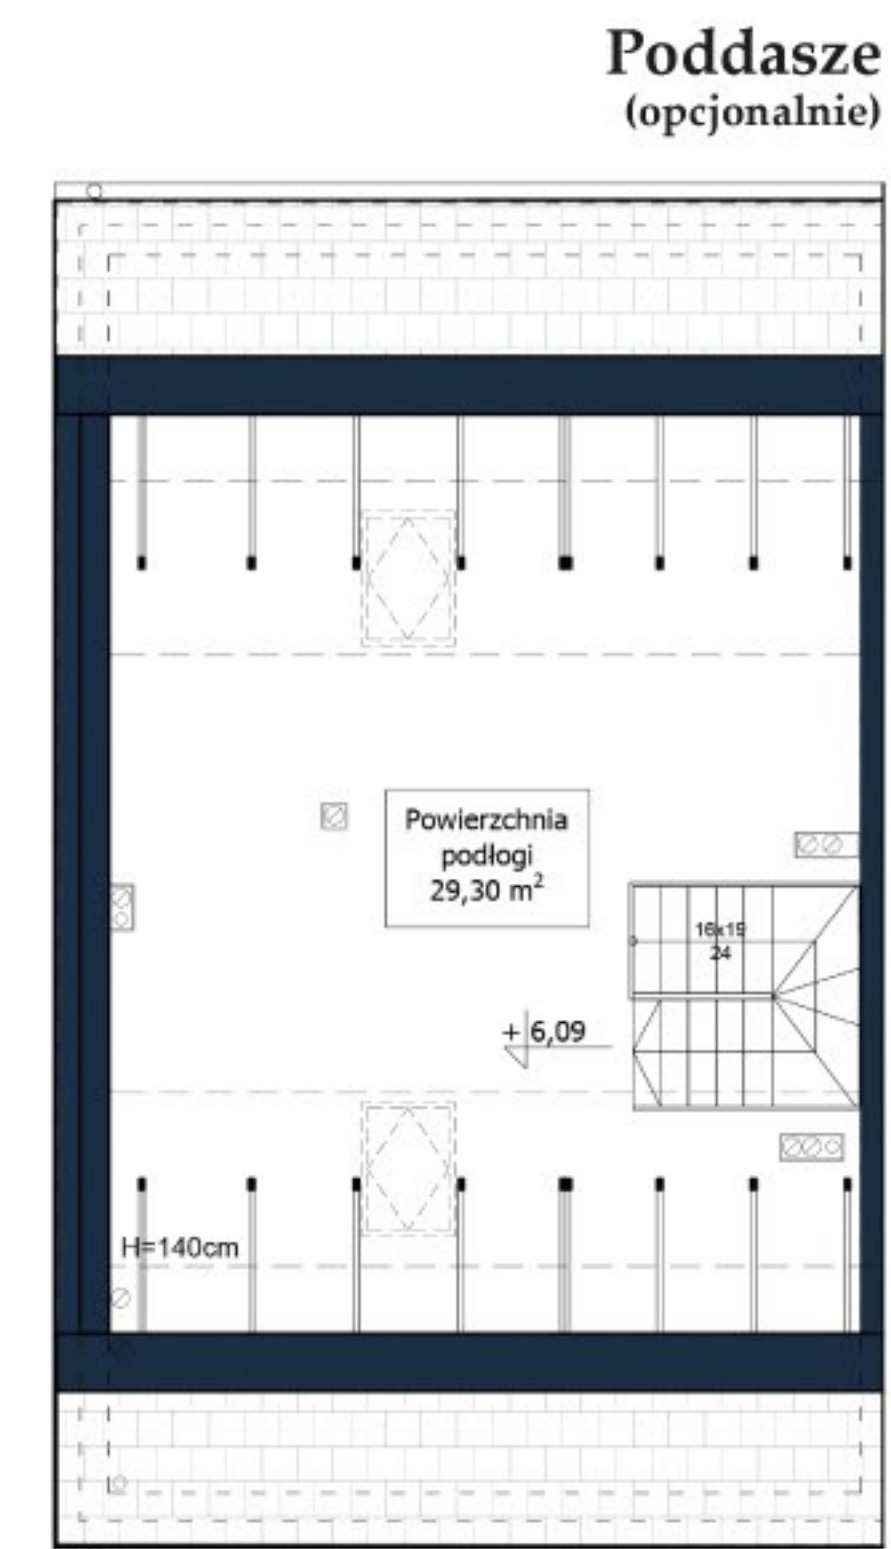 Poddasze
(opcjonalnie)
Powierzchnia
podłogi
29,30 m²
16x19
24
+ 6,09
H=140cm